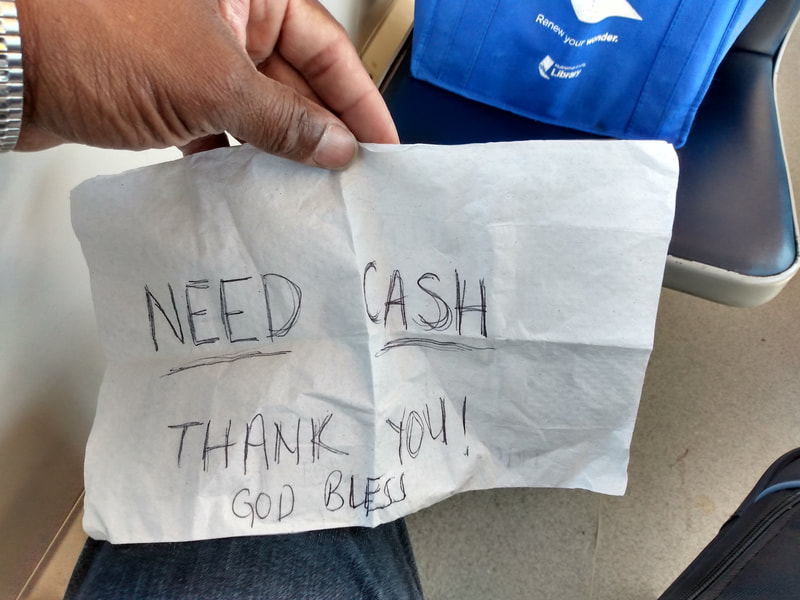 Renew your wonder.
Library
NEED CASH
THANK YOU!
GOD BLESS